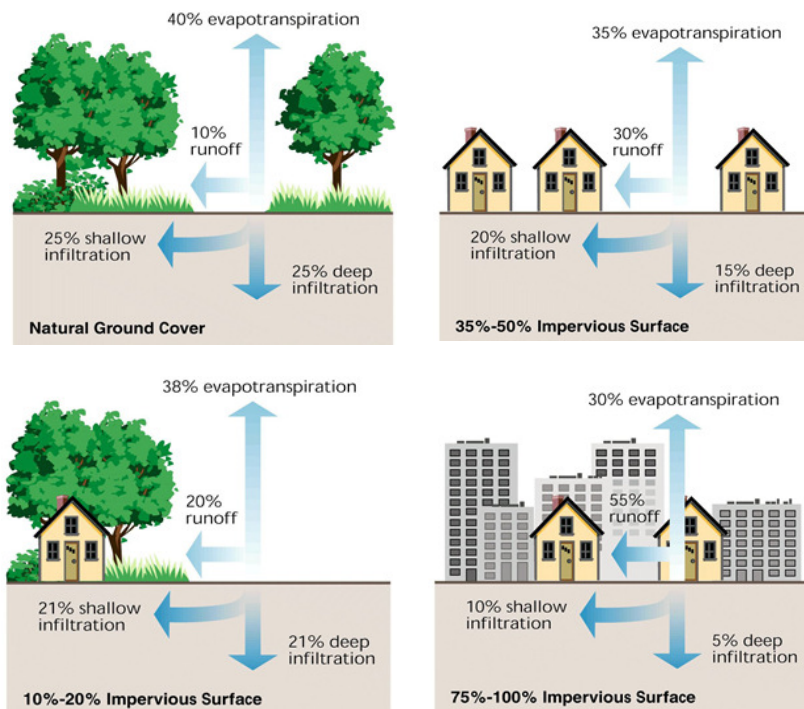 40% evapotranspiration
10%
runoff
25% shallow
infiltration
25% deep
infiltration
Natural Ground Cover
35% evapotranspiration
30%
runoff
20% shallow
infiltration
15% deep
infiltration
35%-50% Impervious Surface
38% evapotranspiration
20%
runoff
21% shallow
infiltration
21% deep
infiltration
10%-20% Impervious Surface
30% evapotranspiration
55%
runoff
10% shallow
infiltration
5% deep
infiltration
75%-100% Impervious Surface